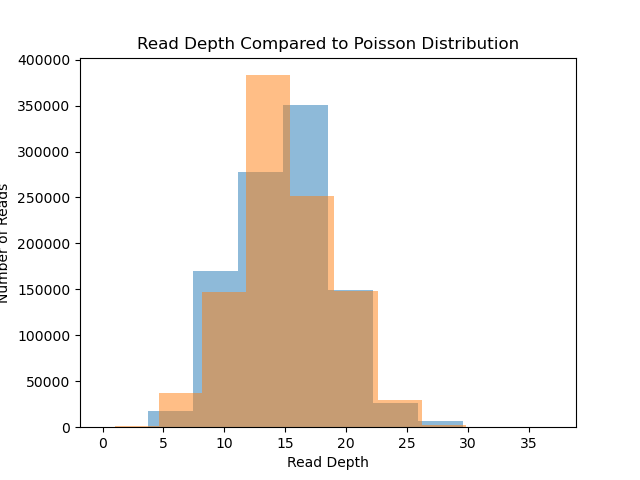 Read Depth Compared to Poisson Distribution
400000
350000
300000
250000
200000
150000
100000
50000
0
Number of Reads
0 5 10 15 20 25 30 35
Read Depth